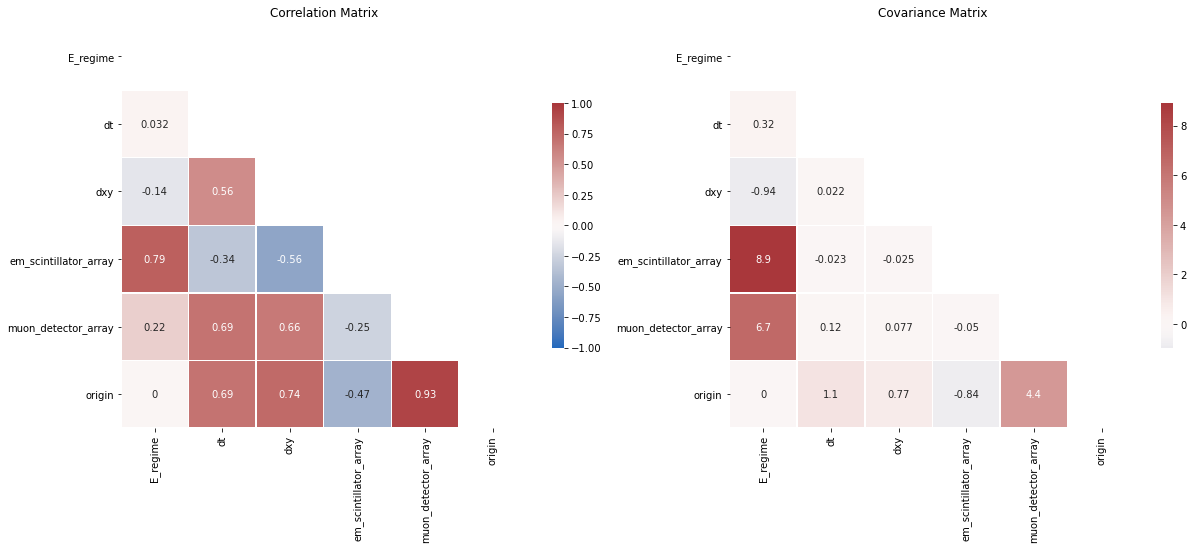 Correlation Matrix
E_regime
dt
dxy
em_scintillator_array
muon_detector_array
origin
0.032
-0.14 0.56
0.79 -0.34 -0.56
0.22 0.69 0.66 -0.25
0 0.69 0.74 -0.47 0.93
E_regime
dt
dxy
em_scintillator_array
muon_detector_array
origin
1.00
0.75
0.50
0.25
0.00
-0.25
-0.50
-0.75
-1.00
Covariance Matrix
E_regime
dt
dxy
em_scintillator_array
muon_detector_array
origin
0.32
-0.94 0.022
8.9 -0.023 -0.025
6.7 0.12 0.077 -0.05
0 1.1 0.77 -0.84 4.4
E_regime
dt
dxy
em_scintillator_array
muon_detector_array
origin
8
6
4
2
0